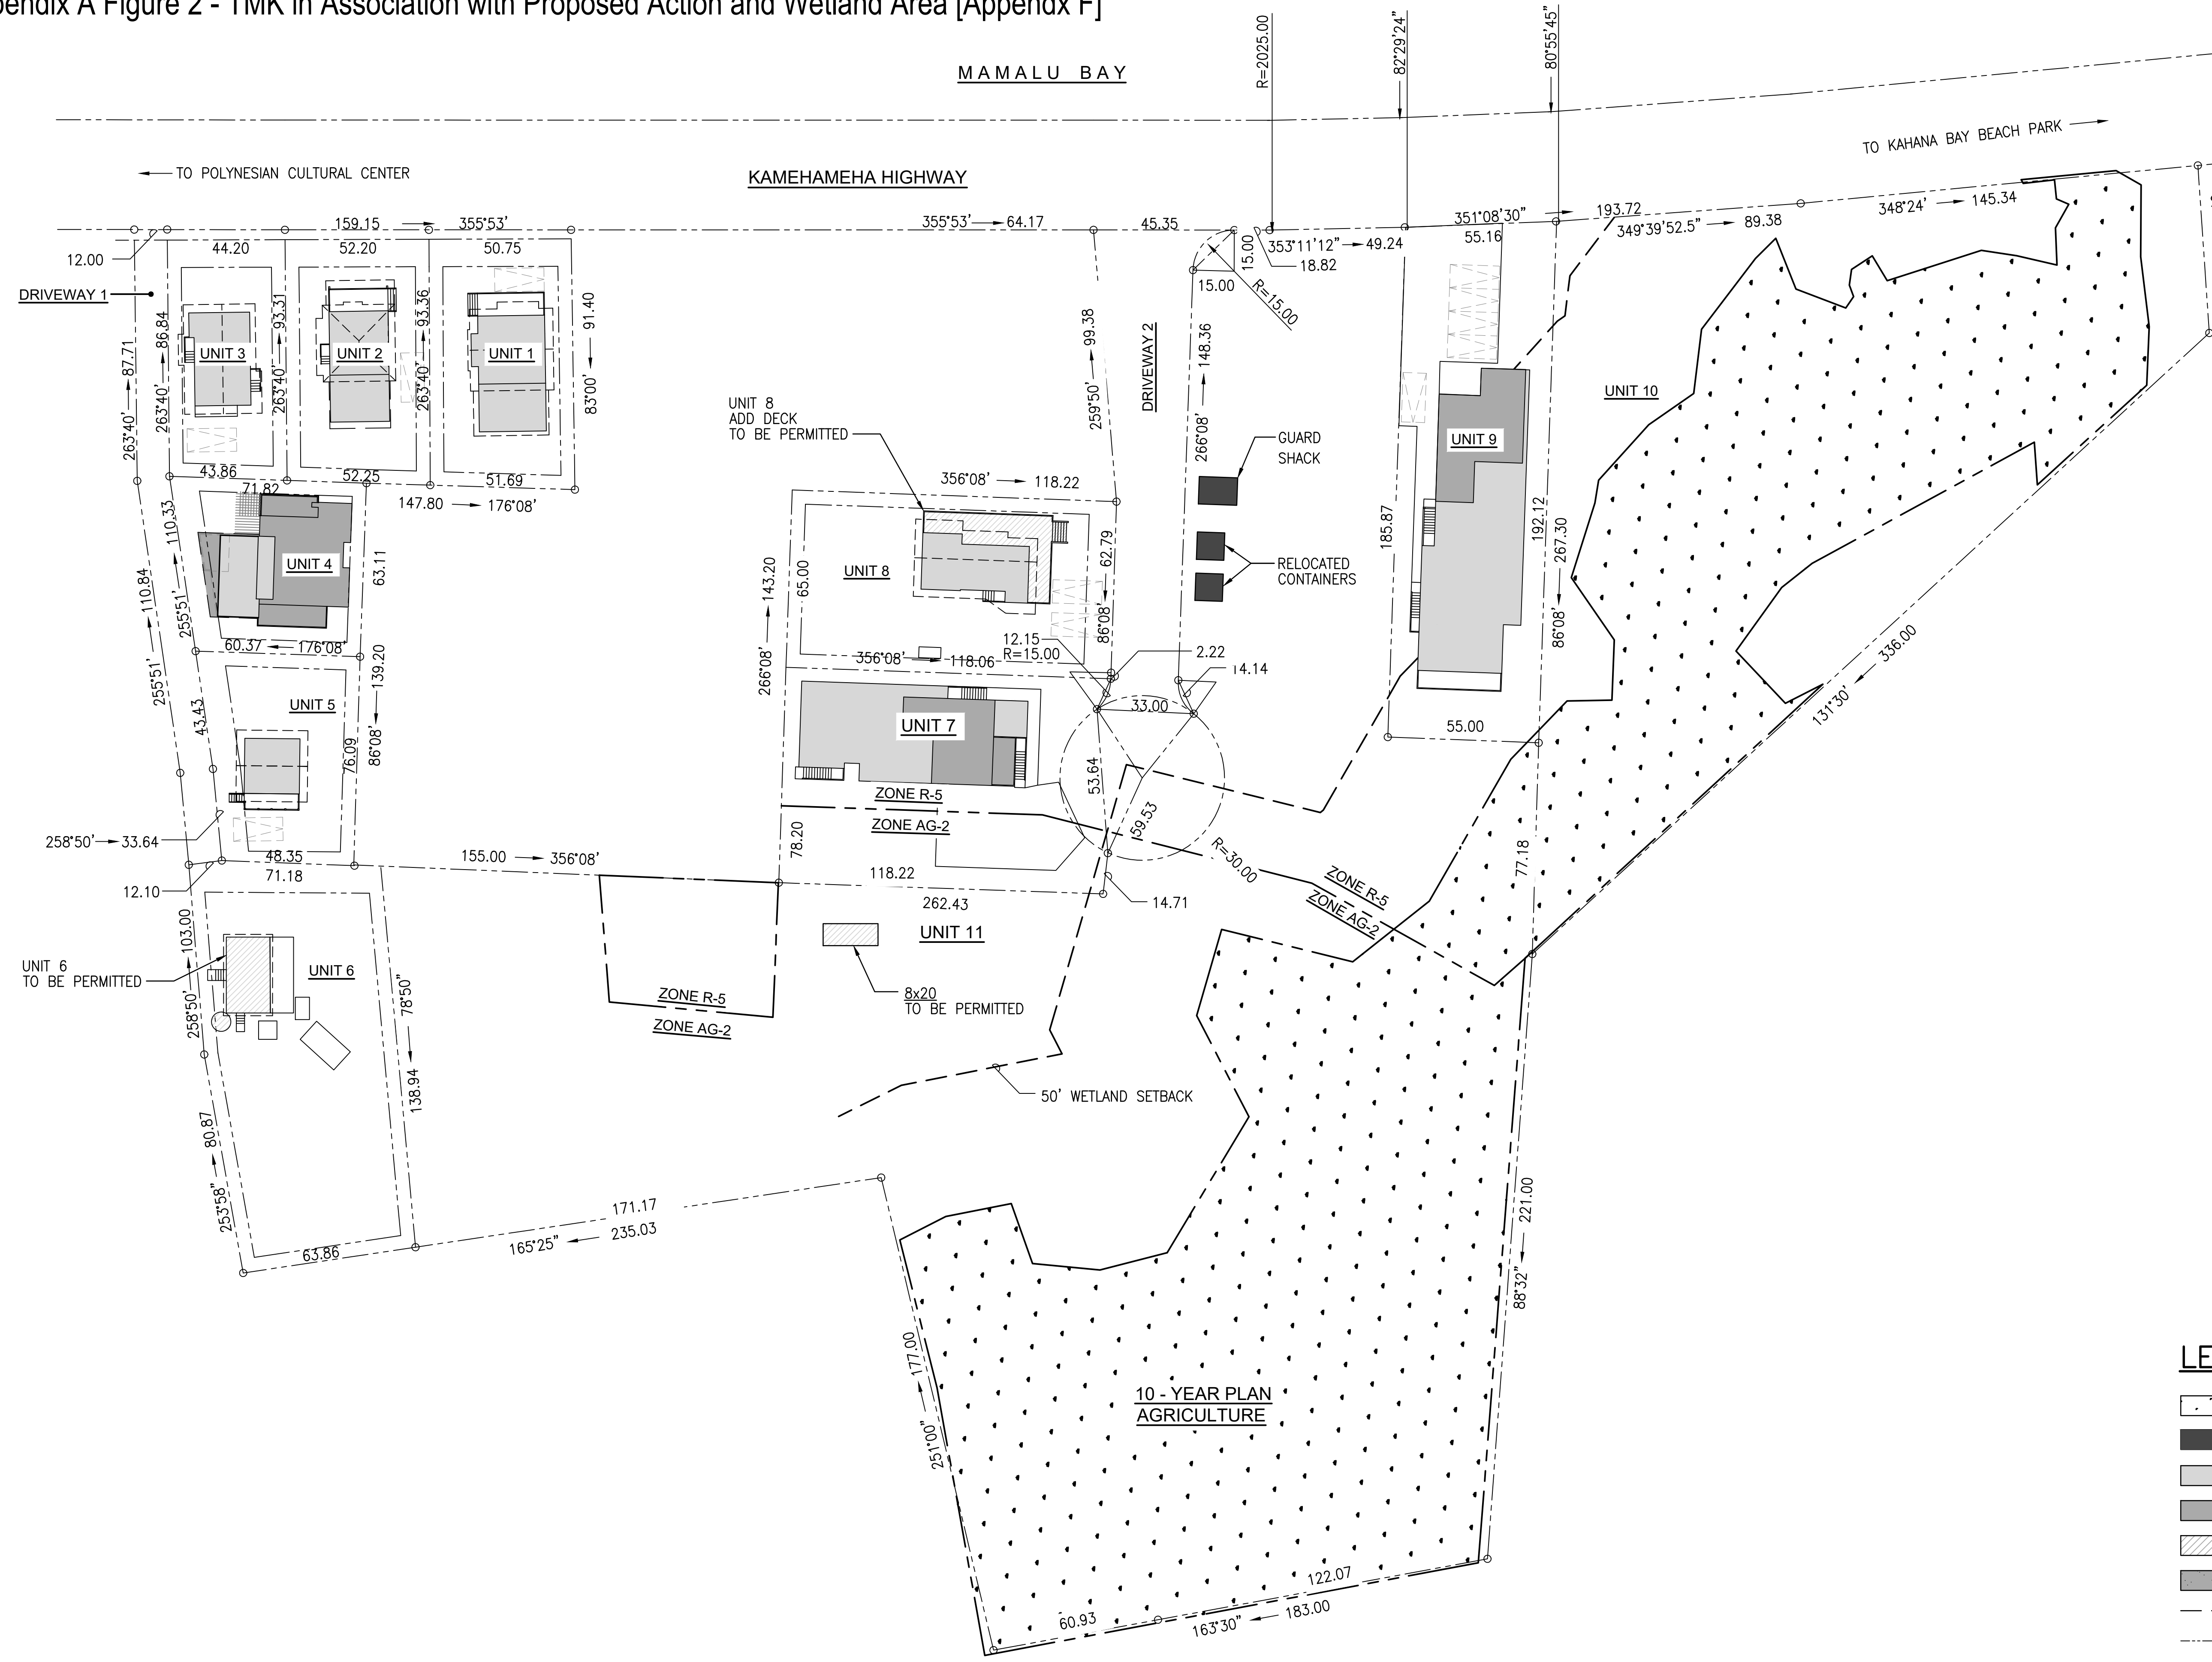 Appendix A Figure 2 - TMK in Association with Proposed Action and Wetland Area [Appendx F]
MAMALU BAY
R=2025.00
82°29'24"
80°55'45"
TO KAHANA BAY BEACH PARK
TO POLYNESIAN CULTURAL CENTER
KAMEHAMEHA HIGHWAY
159.15
355°53'
355°53'
64.17
45.35
351°08'30"
193.72
348°24'
145.34
349°39'52.5"
89.38
12.00
44.20
52.20
50.75
15.00
353°11'12"
49.24
55.16
18.82
15.00
R=15.00
DRIVEWAY 1
263°40'
87.71
263°40'
86.84
UNIT 3
263°40'
93.31
UNIT 2
263°40'
93.36
UNIT 1
83°00'
91.40
259°50'
99.38
DRIVEWAY 2
266°08'
148.36
UNIT 10
UNIT 8
ADD DECK
TO BE PERMITTED
GUARD
SHACK
UNIT 9
43.86
52.25
51.69
71.82
147.80
176°08'
356°08'
118.22
185.87
192.12
86°08'
267.30
110.84
255°51'
110.33
255°51'
UNIT 4
63.11
266°08'
143.20
65.00
UNIT 8
86°08'
62.79
RELOCATED
CONTAINERS
60.37
176°08'
356°08'
118.06
12.15
R=15.00
2.22
14.14
336.00
131°30'
UNIT 5
43.43
76.09
86°08'
139.20
UNIT 7
33.00
55.00
53.64
59.53
ZONE R-5
ZONE AG-2
R=30.00
258°50'
33.64
48.35
71.18
155.00
356°08'
78.20
118.22
262.43
14.71
ZONE R-5
ZONE AG-2
77.18
12.10
258°50'
103.00
UNIT 11
UNIT 6
TO BE PERMITTED
UNIT 6
78°50"
138.94
ZONE R-5
ZONE AG-2
8x20
TO BE PERMITTED
50' WETLAND SETBACK
253°58"
80.87
63.86
165°25"
171.17
235.03
88°32"
221.00
251°00"
177.00
10 - YEAR PLAN
AGRICULTURE
60.93
163°30"
183.00
122.07
LE